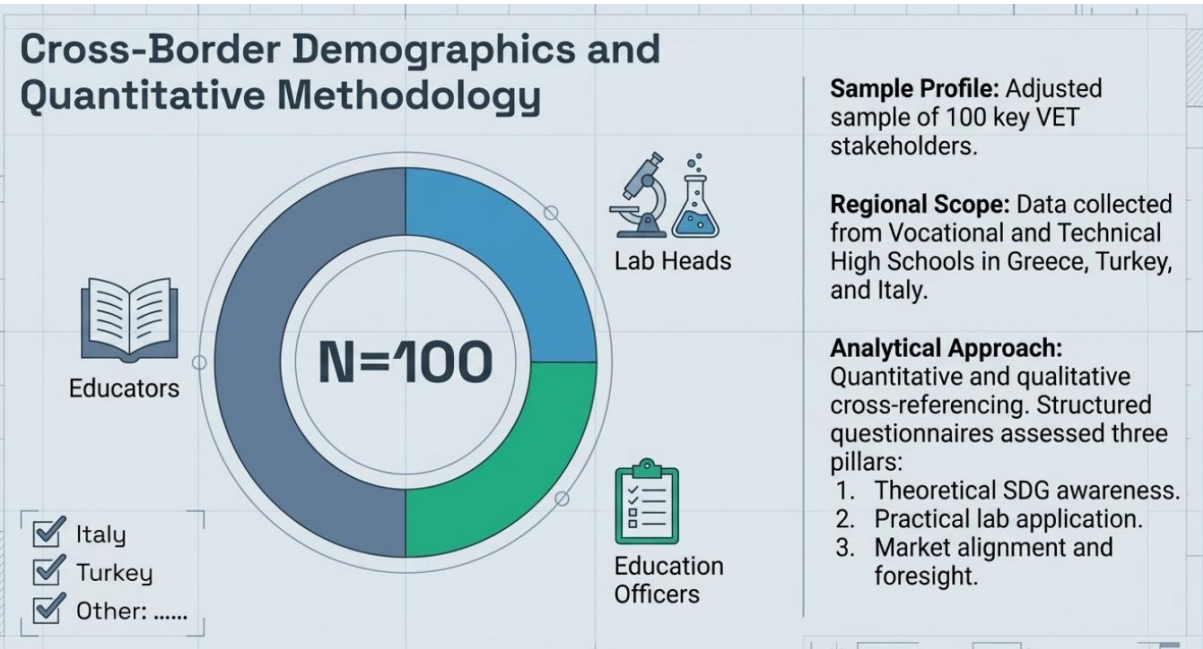 Cross-Border Demographics and
Quantitative Methodology
Educators
N=100
Lab Heads
Education
Officers
Italy
Turkey
Other: ......
Sample Profile: Adjusted
sample of 100 key VET
stakeholders.
Regional Scope: Data collected
from Vocational and Technical
High Schools in Greece, Turkey,
and Italy.
Analytical Approach:
Quantitative and qualitative
cross-referencing. Structured
questionnaires assessed three
pillars:
1. Theoretical SDG awareness.
2. Practical lab application.
3. Market alignment and
foresight.